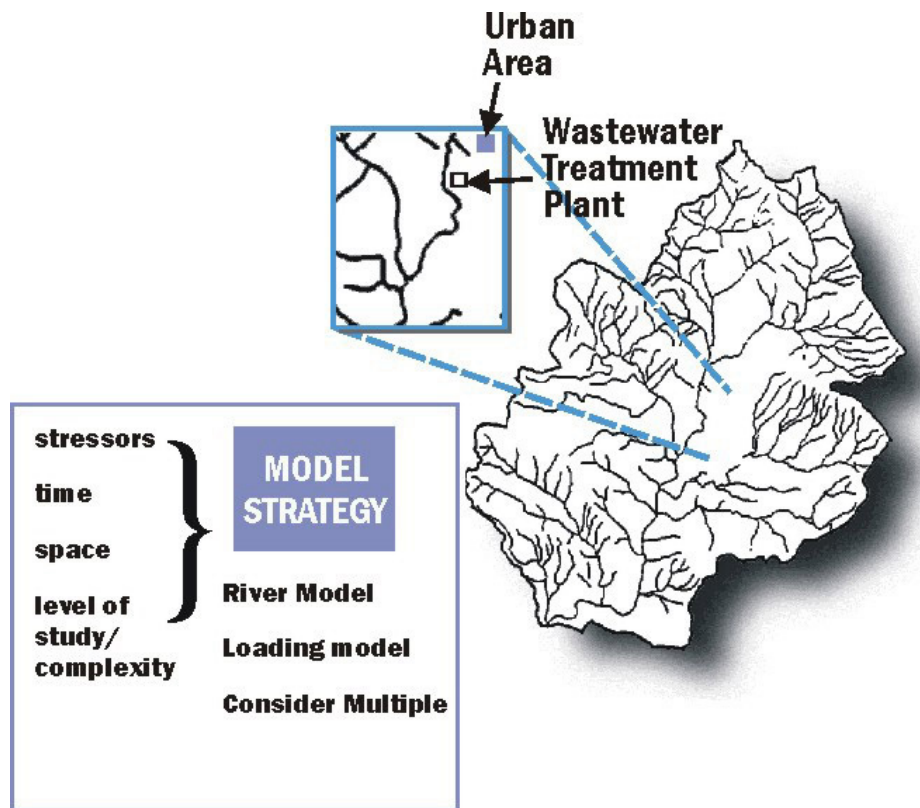 Urban
Area
Wastewater
Treatment
Plant
stressors
time
space
level of
study/
complexity
MODEL
STRATEGY
River Model
Loading model
Consider Multiple